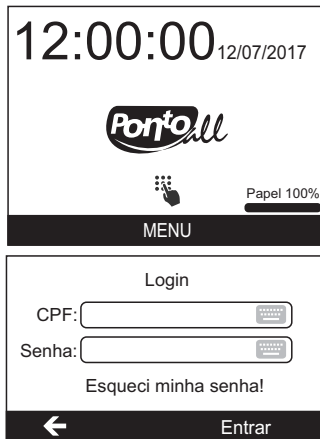 12:00:00 12/07/2017
Pontoall
Papel 100%
MENU
Login
CPF:
Senha:
Esqueci minha senha!
Entrar